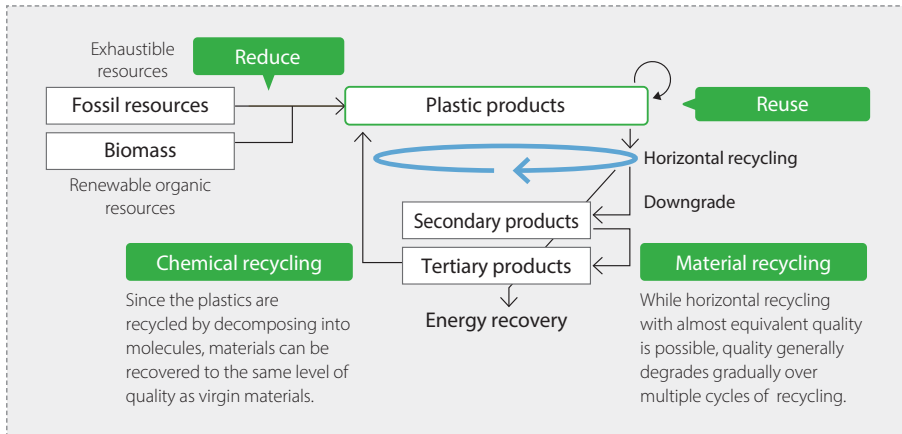 Exhaustible
resources
Reduce
Fossil resources
Plastic products
Reuse
Biomass
Renewable organic
resources
Horizontal recycling
Downgrade
Secondary products
Tertiary products
Energy recovery
Chemical recycling
Since the plastics are
recycled by decomposing into
molecules, materials can be
recovered to the same level of
quality as virgin materials.
Material recycling
While horizontal recycling
with almost equivalent quality
is possible, quality generally
degrades gradually over
multiple cycles of recycling.